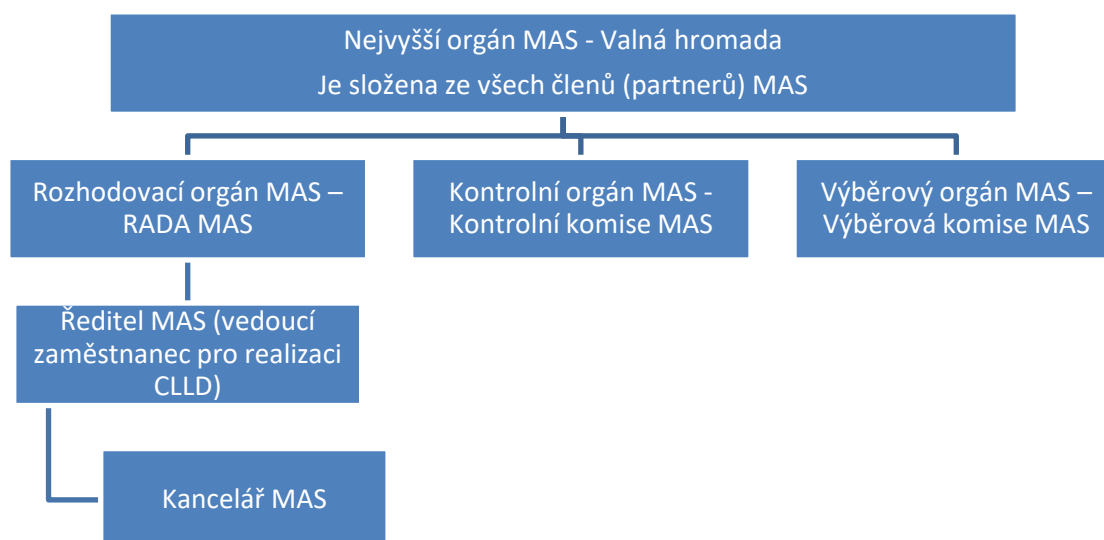 Nejvyšší orgán MAS - Valná hromada
Je složena ze všech členů (partnerů) MAS
Rozhodovací orgán MAS –
RADA MAS
Kontrolní orgán MAS -
Kontrolní komise MAS
Výběrový orgán MAS –
Výběrová komise MAS
Ředitel MAS (vedoucí
zaměstnanec pro realizaci
CLLD)
Kancelář MAS